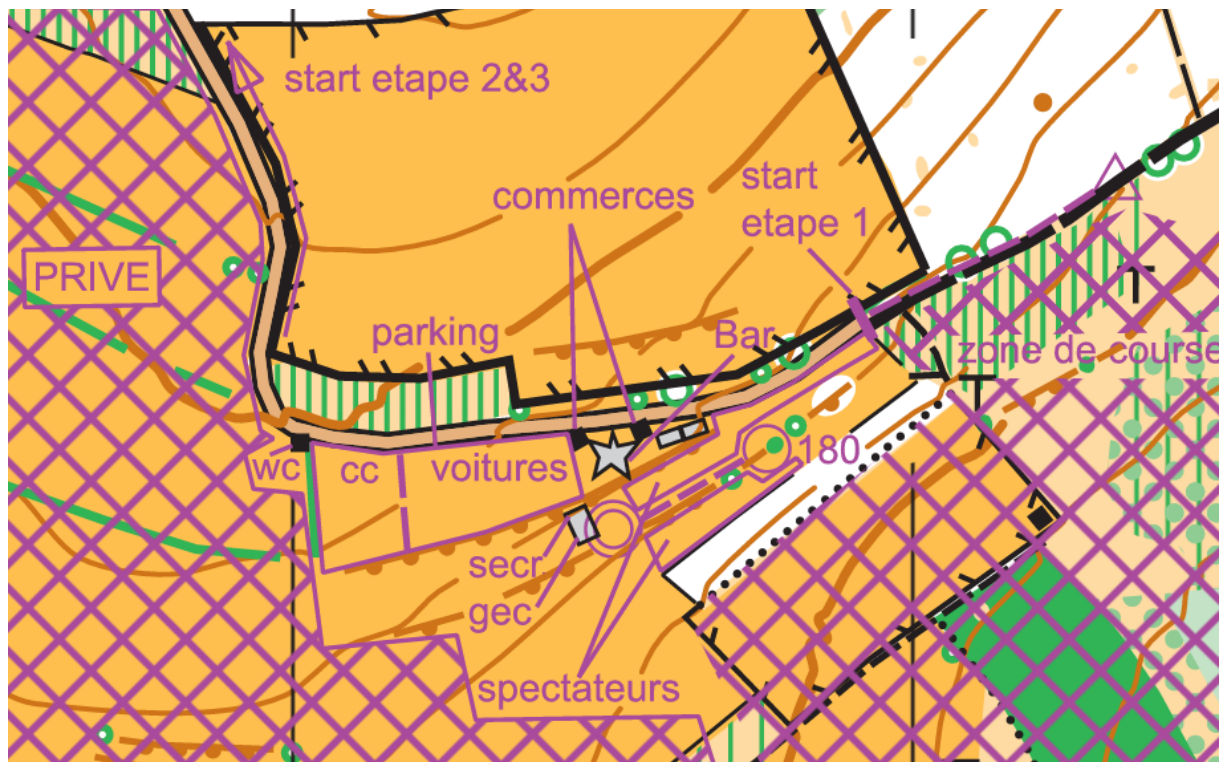 start etape 2&3
commerces
start
etape 1
PRIVE
parking
Bar
zone de course
wc
cc
voitures
180
secr
gec
spectateurs